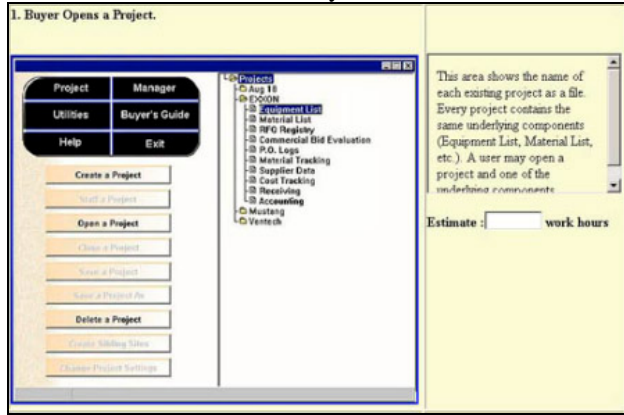 1. Buyer Opens a Project.
Project Manager
Utilities Buyer's Guide
Help Exit
Create a Project
Staff a Project
Open a Project
Close a Project
Save a Project
Save a Project As
Delete a Project
Create Bidding Sites
Change Project Settings
Projects
Aug 18
EXXON
Equipment List
Material List
RFQ Registry
Commercial Bid Evaluation
P.O. Logs
Material Tracking
Supplier Data
Cost Tracking
Receiving
Accounting
Mustang
Ventech
This area shows the name of
each existing project as a file.
Every project contains the
same underlying components
(Equipment List, Material List,
etc.). A user may open a
project and one of the
underlying components
Estimate : work hours